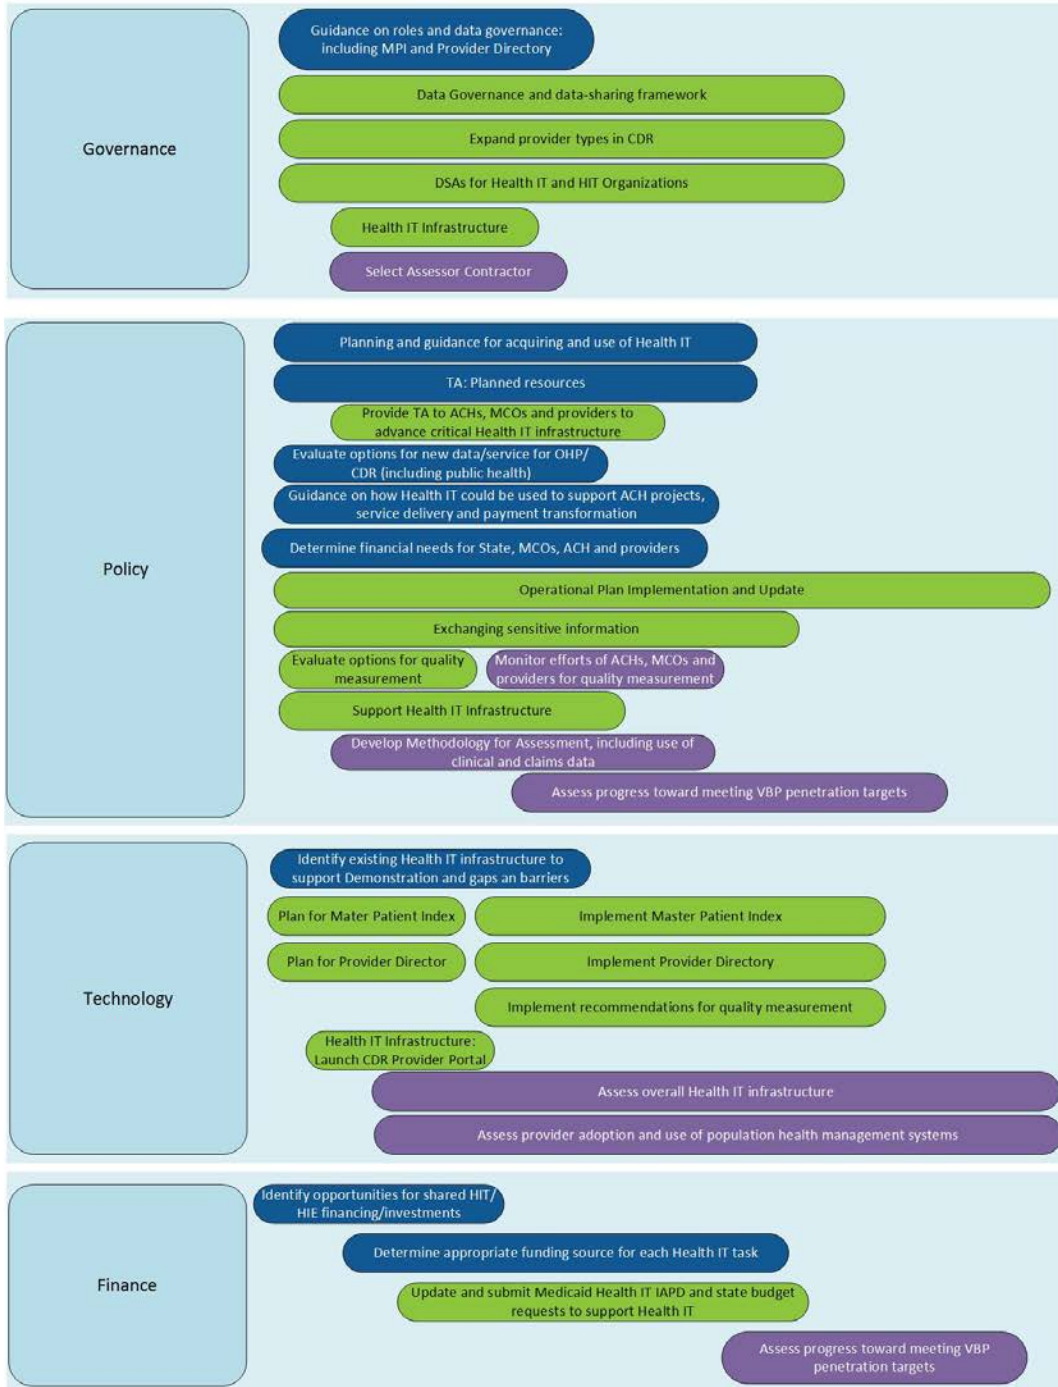 Governance
Guidance on roles and data governance:
including MPI and Provider Directory
Data Governance and data-sharing framework
Expand provider types in CDR
DSAs for Health IT and HIT Organizations
Health IT Infrastructure
Select Assessor Contractor
Policy
Planning and guidance for acquiring and use of Health IT
TA: Planned resources
Provide TA to ACHs, MCOs and providers to
advance critical Health IT infrastructure
Evaluate options for new data/service for OHP/
CDR (including public health)
Guidance on how Health IT could be used to support ACH projects,
service delivery and payment transformation
Determine financial needs for State, MCOs, ACH and providers
Operational Plan Implementation and Update
Exchanging sensitive information
Evaluate options for quality
measurement
Monitor efforts of ACHs, MCOs and
providers for quality measurement
Support Health IT Infrastructure
Develop Methodology for Assessment, including use of
clinical and claims data
Assess progress toward meeting VBP penetration targets
Technology
Identify existing Health IT infrastructure to
support Demonstration and gaps an barriers
Plan for Mater Patient Index
Implement Master Patient Index
Plan for Provider Director
Implement Provider Directory
Implement recommendations for quality measurement
Health IT Infrastructure:
Launch CDR Provider Portal
Assess overall Health IT infrastructure
Assess provider adoption and use of population health management systems
Finance
Identify opportunities for shared HIT/
HIE financing/investments
Determine appropriate funding source for each Health IT task
Update and submit Medicaid Health IT IAPD and state budget
requests to support Health IT
Assess progress toward meeting VBP
penetration targets